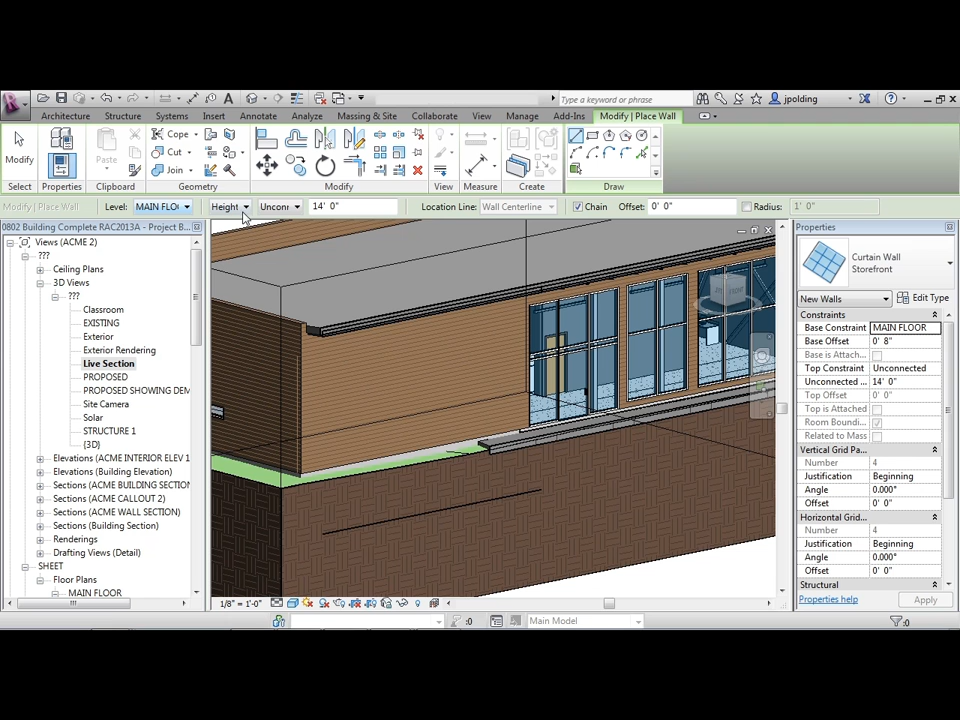 Type a keyword or phrase
jpolding
Architecture Structure Systems Insert Annotate Analyze Massing & Site Collaborate View Manage Add-Ins Modify | Place Wall
Modify
Paste
Cope
Cut
Join
Select Properties Clipboard Geometry Modify View Measure Create Draw
Modify | Place Wall Level: MAIN FLO Height Unconr 14' 0" Location Line: Wall Centerline Chain Offset: 0' 0" Radius: 1' 0"
0802 Building Complete RAC2013A - Project B
Views (ACME 2)
???
Ceiling Plans
3D Views
???
Classroom
EXISTING
Exterior
Exterior Rendering
Live Section
PROPOSED
PROPOSED SHOWING DEM
Site Camera
Solar
STRUCTURE 1
{3D}
Elevations (ACME INTERIOR ELEV 1
Elevations (Building Elevation)
Sections (ACME BUILDING SECTION
Sections (ACME CALLOUT 2)
Sections (ACME WALL SECTION)
Sections (Building Section)
Renderings
Drafting Views (Detail)
SHEET
Floor Plans
MAIN FLOOR
Properties
Curtain Wall
Storefront
New Walls Edit Type
Constraints
Base Constraint MAIN FLOOR
Base Offset 0' 8"
Base is Attach...
Top Constraint Unconnected
Unconnected ... 14' 0"
Top Offset 0' 0"
Top is Attached
Room Boundi...
Related to Mass
Vertical Grid Pa...
Number 4
Justification Beginning
Angle 0.000°
Offset 0' 0"
Horizontal Grid...
Number 4
Justification Beginning
Angle 0.000°
Offset 0' 0"
Structural
Properties help Apply
1/8" = 1'-0"
:0 Main Model :0